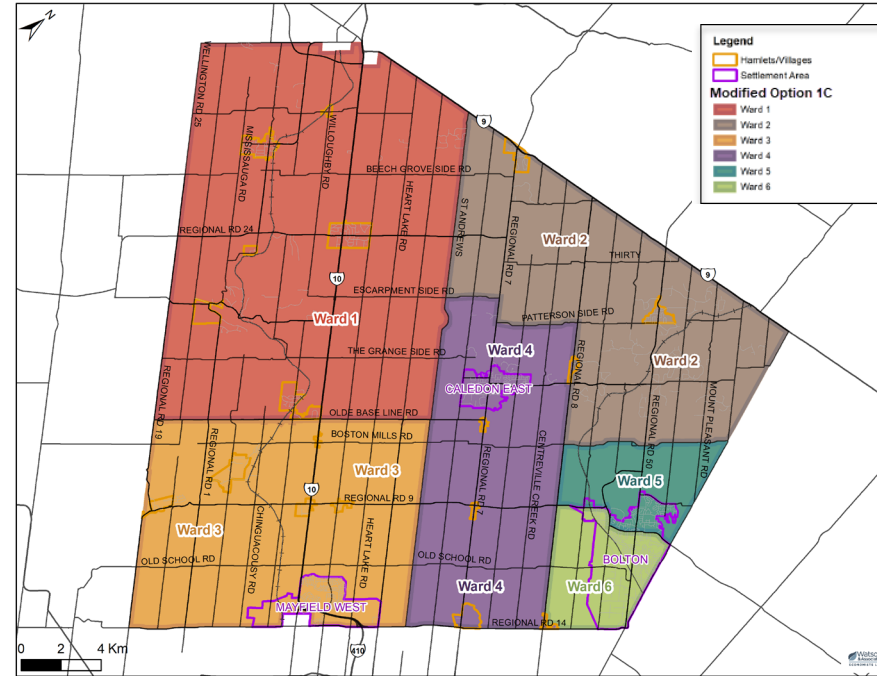 N
Legend
Hamlets/Villages
Settlement Area
Modified Option 1C
Ward 1
Ward 2
Ward 3
Ward 4
Ward 5
Ward 6
WELLINGTON RD 25
MISSISSAUGA RD
WILLOUGHBY RD
9
BEECH GROVE SIDE RD
HEART LAKE RD
ST ANDREWS
REGIONAL RD 7
REGIONAL RD 24
Ward 2
THIRTY
9
10
ESCARPMENT SIDE RD
Ward 1
PATTERSON SIDE RD
THE GRANGE SIDE RD
Ward 4
REGIONAL RD 8
Ward 2
CALEDON EAST
REGIONAL RD 19
OLDE BASE LINE RD
REGIONAL RD 50
MOUNT PLEASANT RD
BOSTON MILLS RD
REGIONAL RD 1
Ward 3
REGIONAL RD 7
CENTREVILLE CREEK RD
Ward 5
10
REGIONAL RD 9
Ward 3
CHINGUACOUSY RD
HEART LAKE RD
OLD SCHOOL RD
OLD SCHOOL RD
BOLTON
Ward 4
Ward 6
MAYFIELD WEST
REGIONAL RD 14
410
0 2 4 Km